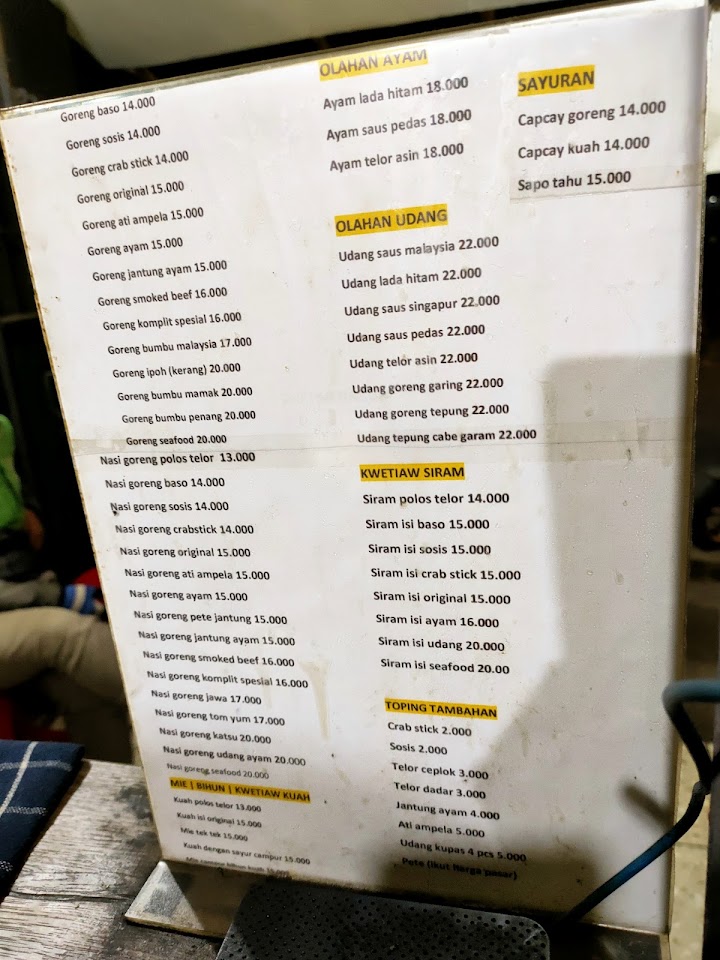 Goreng baso 14.000
Goreng sosis 14.000
Goreng crab stick 14.000
Goreng original 15.000
Goreng ati ampela 15.000
Goreng ayam 15.000
Goreng jantung ayam 15.000
Goreng smoked beef 16.000
Goreng komplit spesial 16.000
Goreng bumbu malaysia 17.000
Goreng ipoh (kerang) 20.000
Goreng bumbu mamak 20.000
Goreng bumbu penang 20.000
Goreng seafood 20.000
Nasi goreng polos telor 13.000
Nasi goreng baso 14.000
Nasi goreng sosis 14.000
Nasi goreng crabstick 14.000
Nasi goreng original 15.000
Nasi goreng ati ampela 15.000
Nasi goreng ayam 15.000
Nasi goreng pete jantung 15.000
Nasi goreng jantung ayam 15.000
Nasi goreng smoked beef 16.000
Nasi goreng komplit spesial 16.000
Nasi goreng jawa 17.000
Nasi goreng tom yum 17.000
Nasi goreng katsu 20.000
Nasi goreng udang ayam 20.000
Nasi goreng seafood 20.000
MIE | BIHUN | KWETIAW KUAH
Kuah polos telor 13.000
Kuah isi original 15.000
Mie tek tek 15.000
Kuah dengan sayur campur 15.000
Mie campur bihun kuah
OLAHAN AYAM
Ayam lada hitam 18.000
Ayam saus pedas 18.000
Ayam telor asin 18.000
OLAHAN UDANG
Udang saus malaysia 22.000
Udang lada hitam 22.000
Udang saus singapur 22.000
Udang saus pedas 22.000
Udang telor asin 22.000
Udang goreng garing 22.000
Udang goreng tepung 22.000
Udang tepung cabe garam 22.000
KWETIAW SIRAM
Siram polos telor 14.000
Siram isi baso 15.000
Siram isi sosis 15.000
Siram isi crab stick 15.000
Siram isi original 15.000
Siram isi ayam 16.000
Siram isi udang 20.000
Siram isi seafood 20.00
TOPING TAMBAHAN
Crab stick 2.000
Sosis 2.000
Telor ceplok 3.000
Telor dadar 3.000
Jantung ayam 4.000
Ati ampela 5.000
Udang kupas 4 pcs 5.000
Pete (ikut harga pasar)
SAYURAN
Capcay goreng 14.000
Capcay kuah 14.000
Sapo tahu 15.000